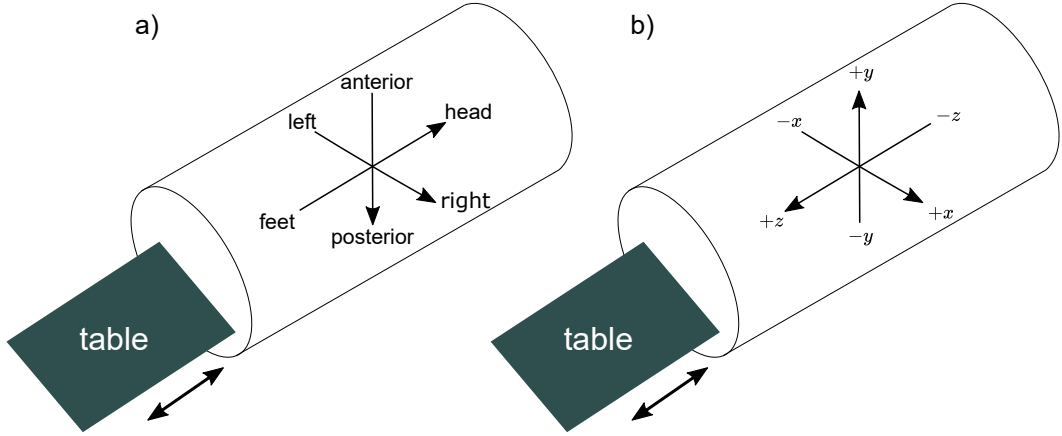 a)
anterior
left
head
feet
right
posterior
table
b)
+y
−x
−z
+z
+x
−y
table